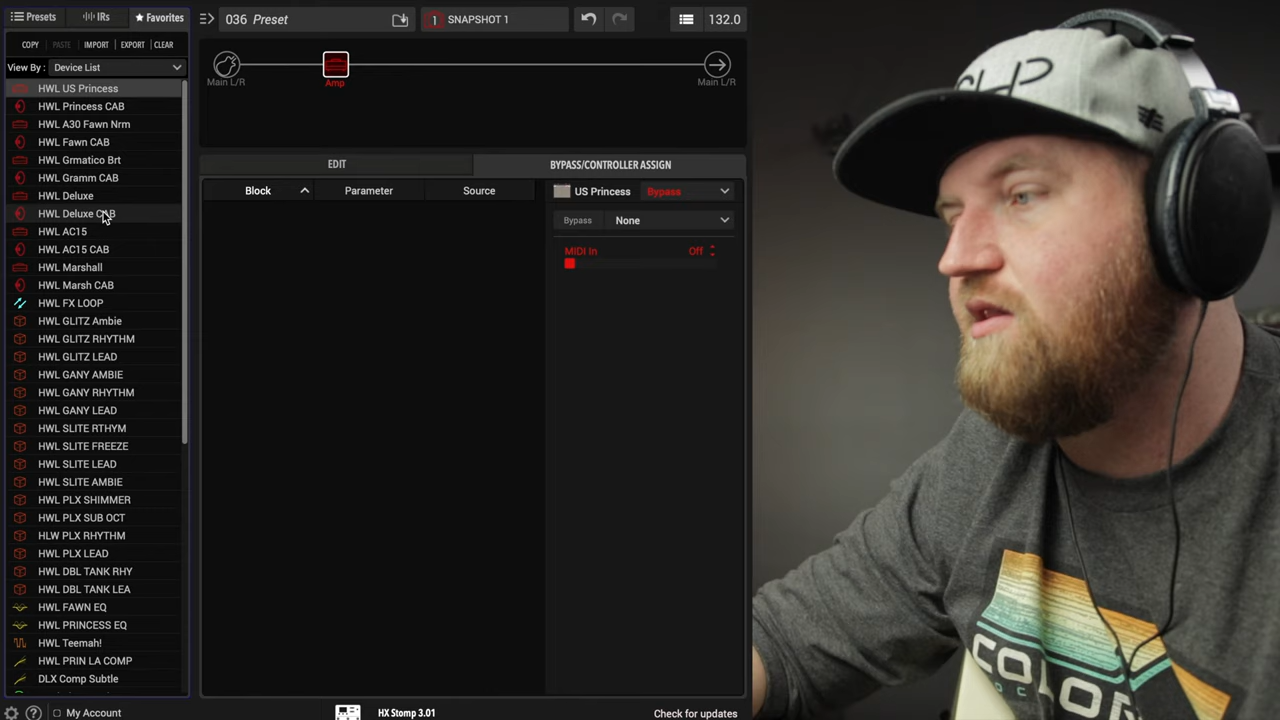 Presets IRs Favorites
036 Preset
1 SNAPSHOT 1
132.0
COPY PASTE IMPORT EXPORT CLEAR
View By : Device List
HWL US Princess
HWL Princess CAB
HWL A30 Fawn Nrm
HWL Fawn CAB
HWL Grmatico Brt
HWL Gramm CAB
HWL Deluxe
HWL Deluxe CAB
HWL AC15
HWL AC15 CAB
HWL Marshall
HWL Marsh CAB
HWL FX LOOP
HWL GLITZ Ambie
HWL GLITZ RHYTHM
HWL GLITZ LEAD
HWL GANY AMBIE
HWL GANY RHYTHM
HWL GANY LEAD
HWL SLITE RTHYM
HWL SLITE FREEZE
HWL SLITE LEAD
HWL SLITE AMBIE
HWL PLX SHIMMER
HWL PLX SUB OCT
HLW PLX RHYTHM
HWL PLX LEAD
HWL DBL TANK RHY
HWL DBL TANK LEA
HWL FAWN EQ
HWL PRINCESS EQ
HWL Teemah!
HWL PRIN LA COMP
DLX Comp Subtle
Main L/R
Amp
Main L/R
EDIT
BYPASS/CONTROLLER ASSIGN
Block Parameter Source
US Princess Bypass
Bypass None
MIDI In Off
? My Account
HX Stomp 3.01
Check for updates
COLOR